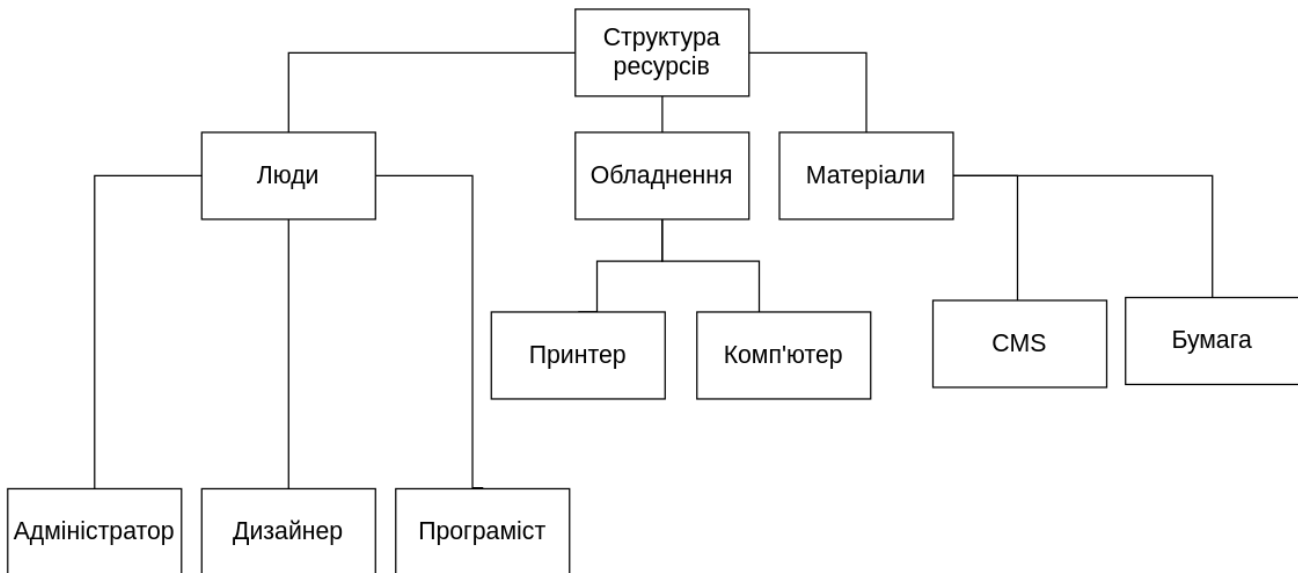 Структура
ресурсів
Люди
Обладнення
Матеріали
Принтер
Комп'ютер
CMS
Бумага
Адміністратор
Дизайнер
Програміст